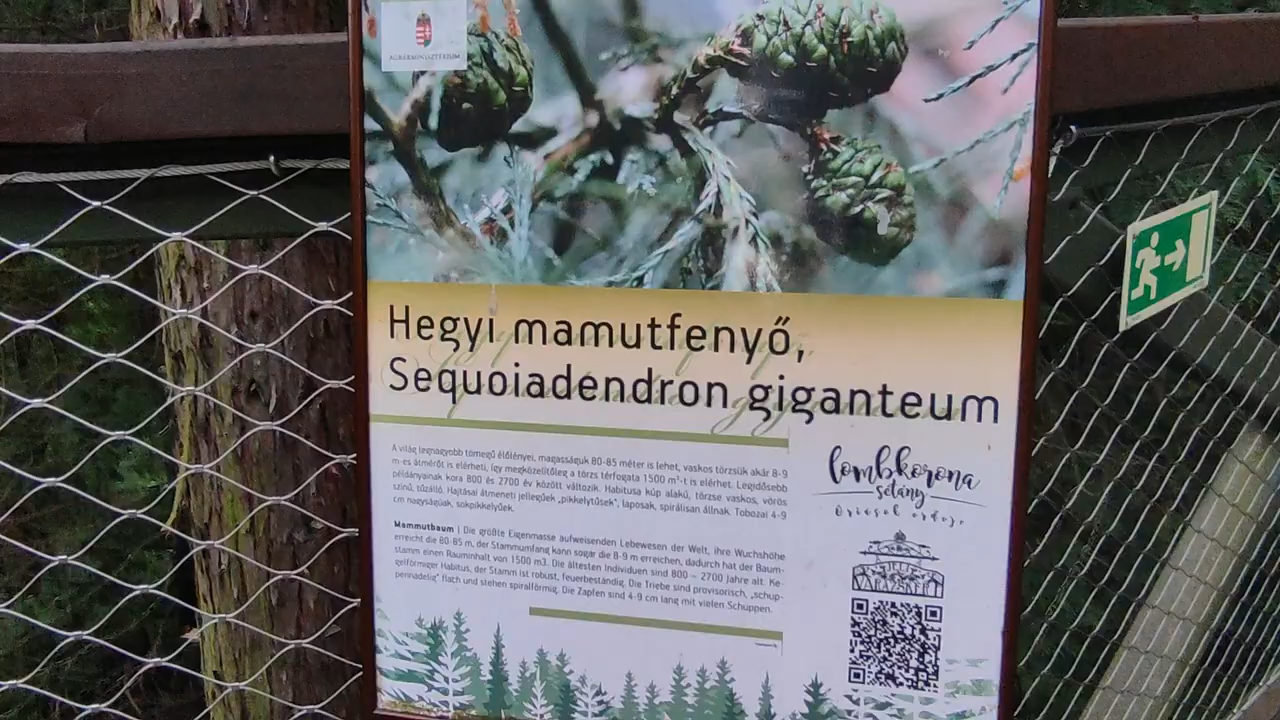 AGRÁRMINISZTÉRIUM
Hegyi mamutfenyő,
Sequoiadendron giganteum
A világ legnagyobb tömegű élőlényei, magasságuk 80-85 méter is lehet, vaskos törzsük akár 8-9
m-es átmérőt is elérheti, így megközelítőleg a törzs térfogata 1500 m³-t is elérhet. Legidősebb
példányainak kora 800 és 2700 év között változik. Habitusa kúp alakú, törzse vaskos, vörös
színű, tűzálló. Hajtásai átmeneti jellegűek „pikkelytűsek", laposak, spirálisan állnak. Tobozai 4-9
cm nagyságúak, sokpikkelyűek.
Mammutbaum | Die größte Eigenmasse aufweisenden Lebewesen der Welt, ihre Wuchshöhe
erreicht die 80-85 m, der Stammumfang kann sogar die 8-9 m erreichen, dadurch hat der Baum-
stamm einen Rauminhalt von 1500 m3. Die ältesten Individuen sind 800 – 2700 Jahre alt. Ke-
gelförmiger Habitus, der Stamm ist robust, feuerbeständig. Die Triebe sind provisorisch, „schup-
pennadelig" flach und stehen spiralförmig. Die Zapfen sind 4-9 cm lang mit vielen Schuppen.
lombkorona
sétány
Óriások erdeje
JELI
VARÁZSKERT